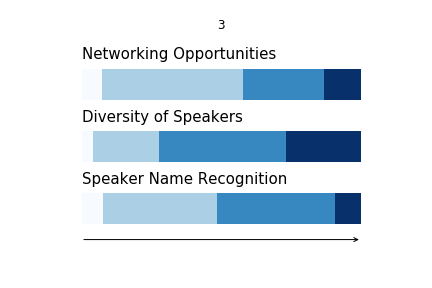 3
Networking Opportunities
Diversity of Speakers
Speaker Name Recognition